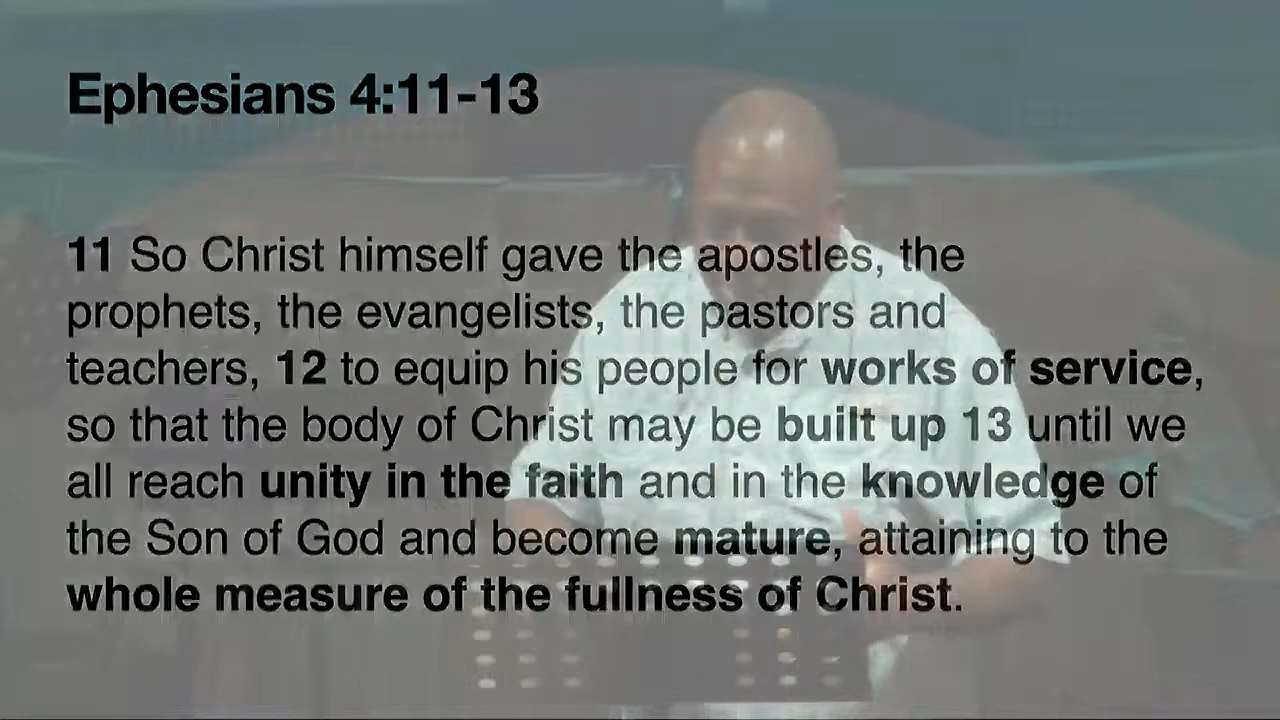 Ephesians 4:11-13
11 So Christ himself gave the apostles, the
prophets, the evangelists, the pastors and
teachers, 12 to equip his people for works of service,
so that the body of Christ may be built up 13 until we
all reach unity in the faith and in the knowledge of
the Son of God and become mature, attaining to the
whole measure of the fullness of Christ.